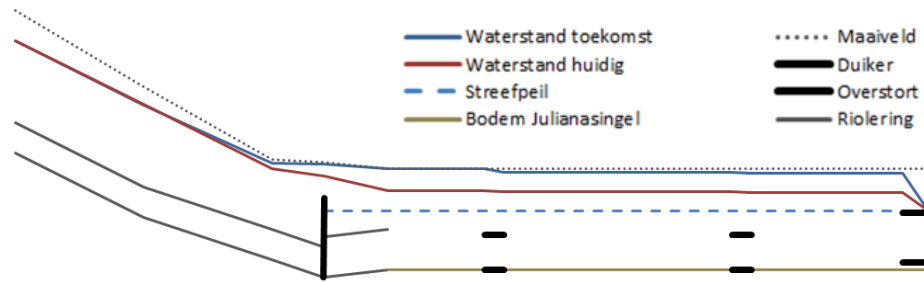 Waterstand toekomst
Waterstand huidig
Streefpeil
Bodem Julianasingel
Maaiveld
Duiker
Overstort
Riolering